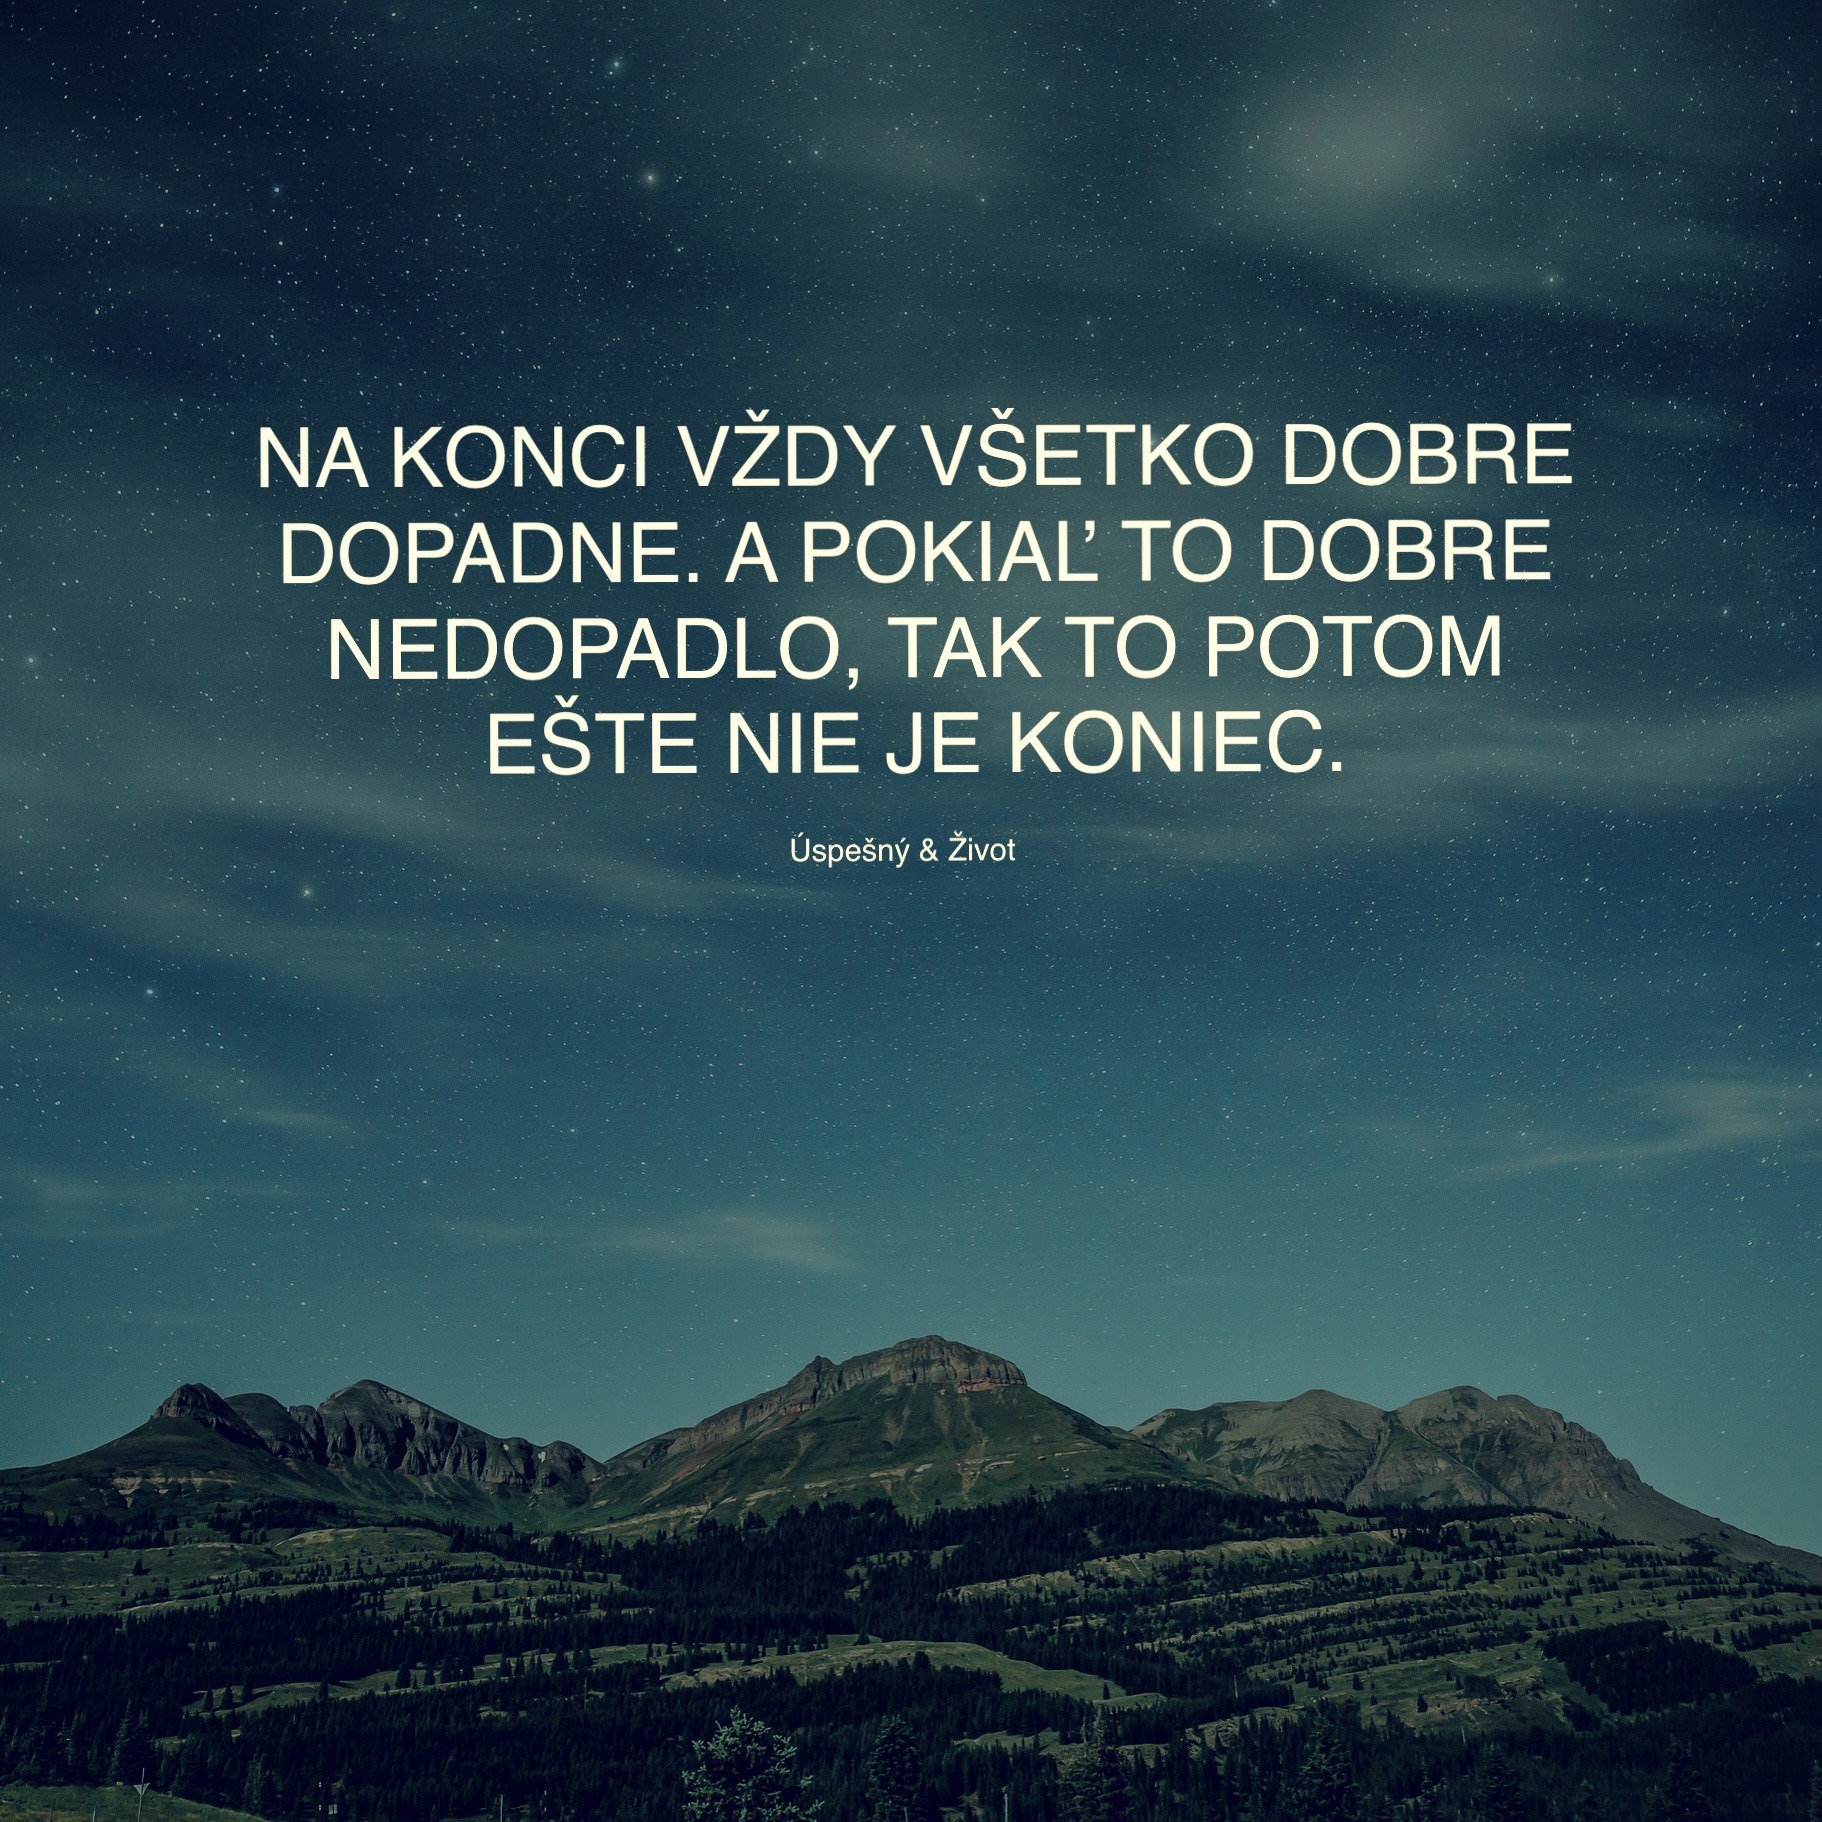 NA KONCI VŽDY VŠETKO DOBRE
DOPADNE. A POKIAĽ TO DOBRE
NEDOPADLO, TAK TO POTOM
EŠTE NIE JE KONIEC.
Úspešný & Život